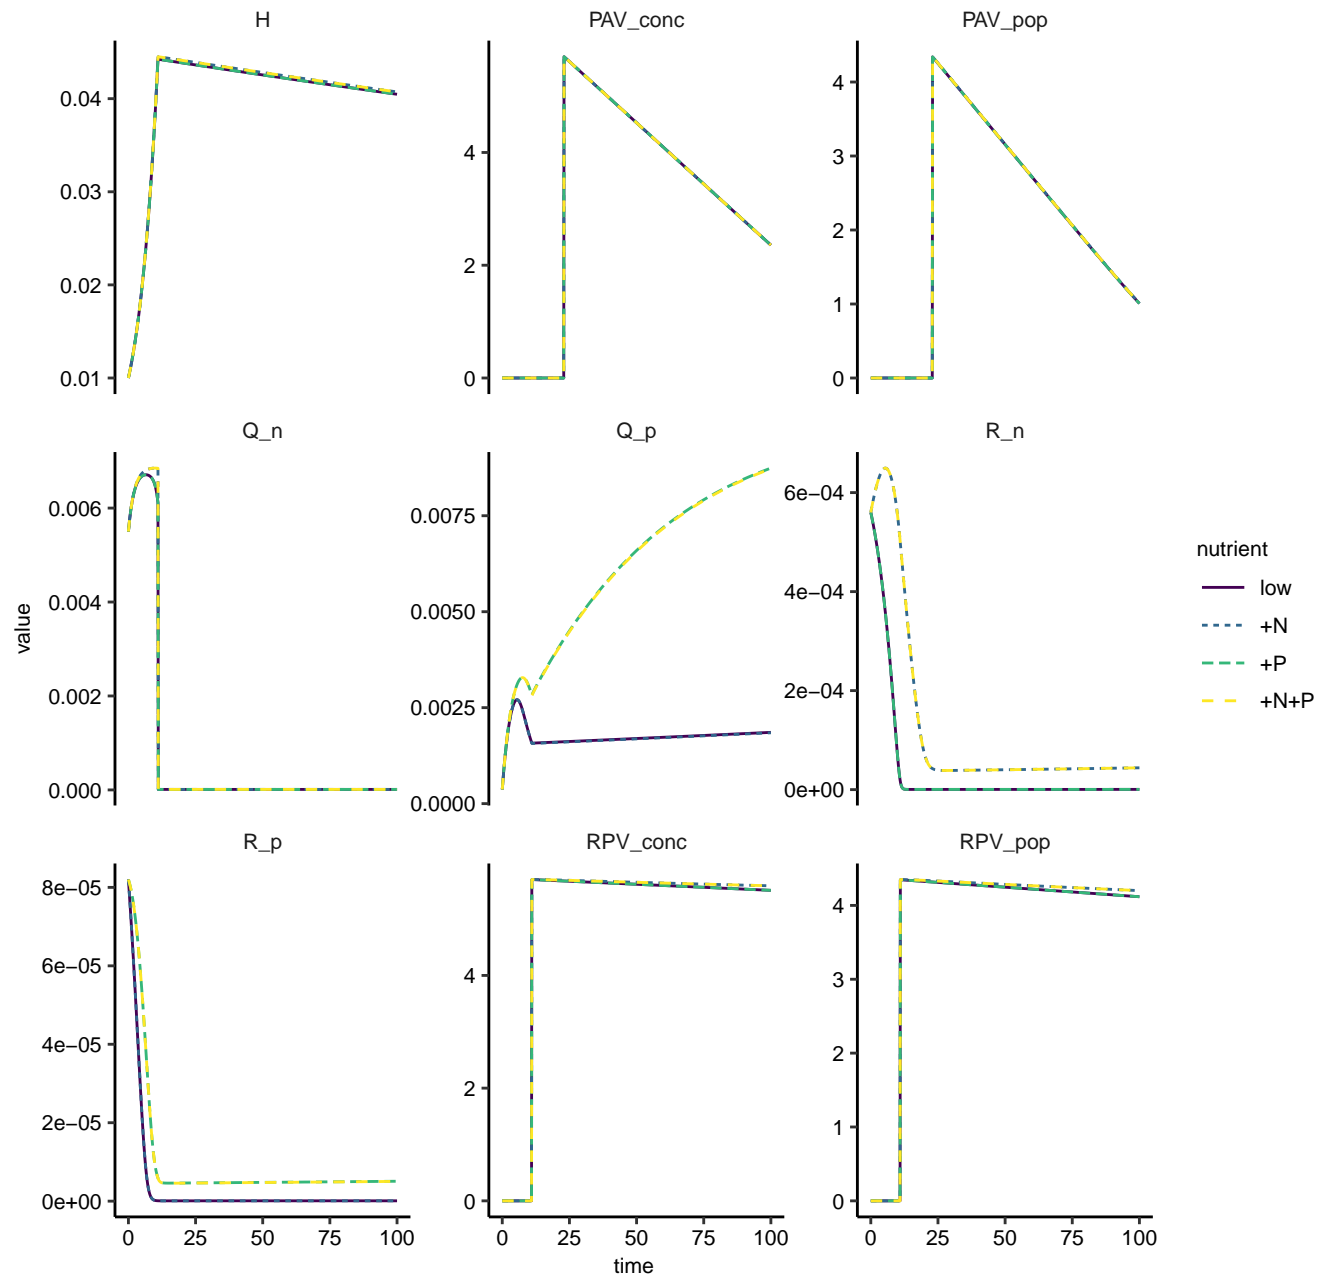 H
PAV_conc
PAV_pop
0.04
0.03
0.02
0.01
4
2
0
4
3
2
1
0
Q_n
Q_p
R_n
0.006
0.004
0.002
0.000
0.0075
0.0050
0.0025
0.0000
6e−04
4e−04
2e−04
0e+00
R_p
RPV_conc
RPV_pop
8e−05
6e−05
4e−05
2e−05
0e+00
4
2
0
4
3
2
1
0
0 25 50 75 100
0 25 50 75 100
0 25 50 75 100
time
value
nutrient
low
+N
+P
+N+P